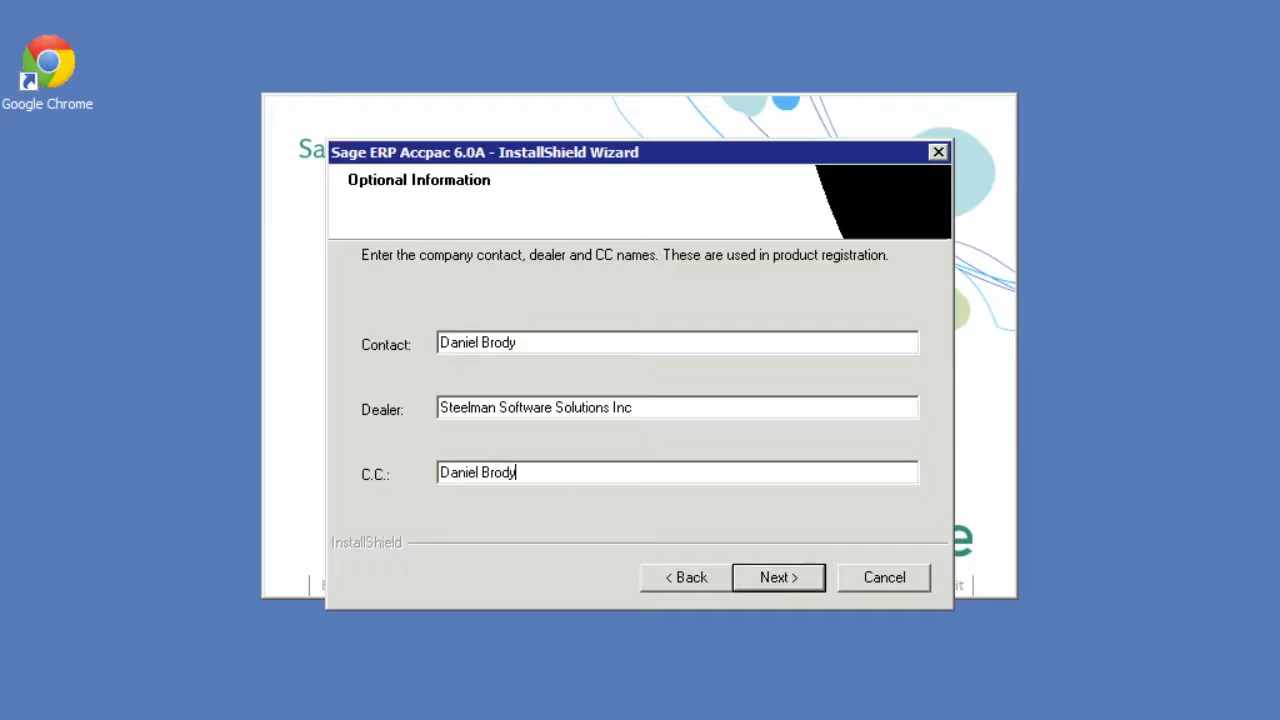 Google Chrome
Sa
Sage ERP Accpac 6.0A - InstallShield Wizard
Optional Information
Enter the company contact, dealer and CC names. These are used in product registration.
Contact: Daniel Brody
Dealer: Steelman Software Solutions Inc
C.C.: Daniel Brody
InstallShield
e
< Back Next > Cancel
it